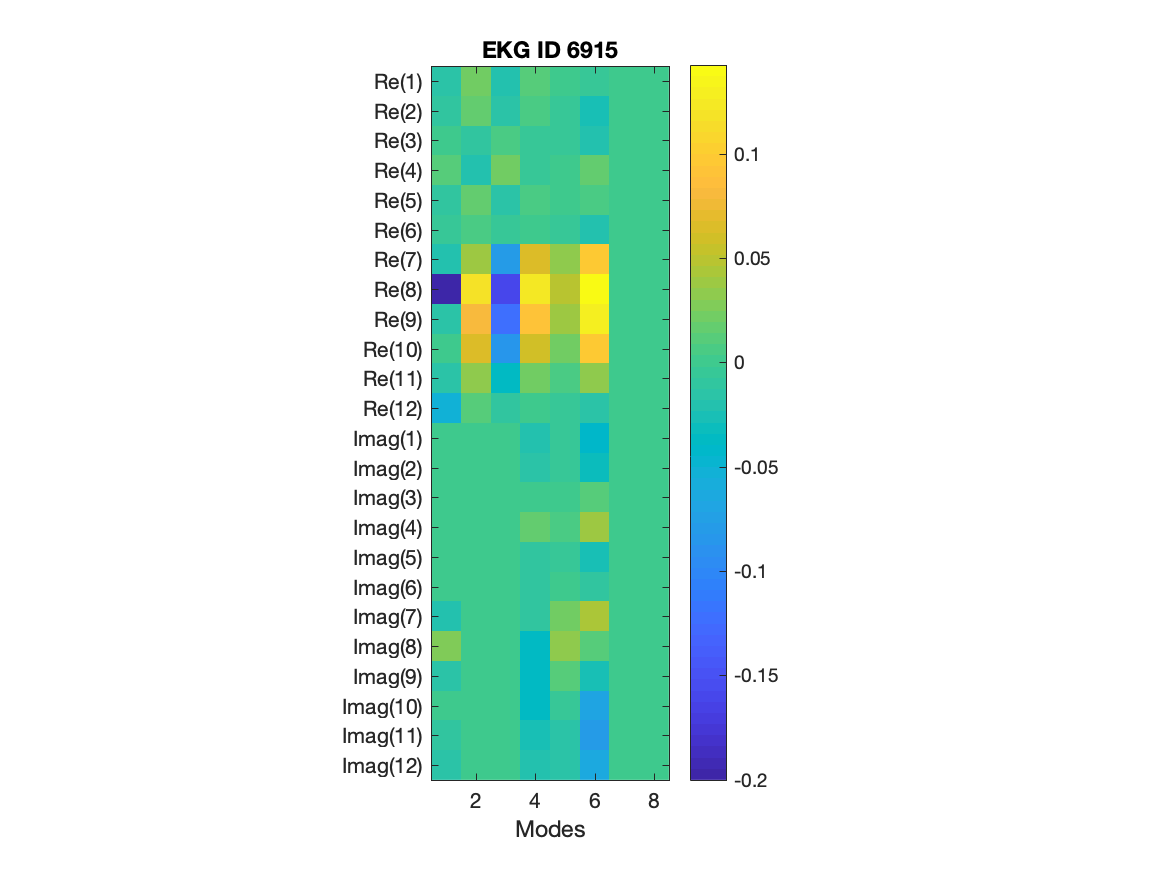 EKG ID 6915
Re(1)
Re(2)
Re(3)
Re(4)
Re(5)
Re(6)
Re(7)
Re(8)
Re(9)
Re(10)
Re(11)
Re(12)
Imag(1)
Imag(2)
Imag(3)
Imag(4)
Imag(5)
Imag(6)
Imag(7)
Imag(8)
Imag(9)
Imag(10)
Imag(11)
Imag(12)
2 4 6 8
Modes
0.1
0.05
0
-0.05
-0.1
-0.15
-0.2